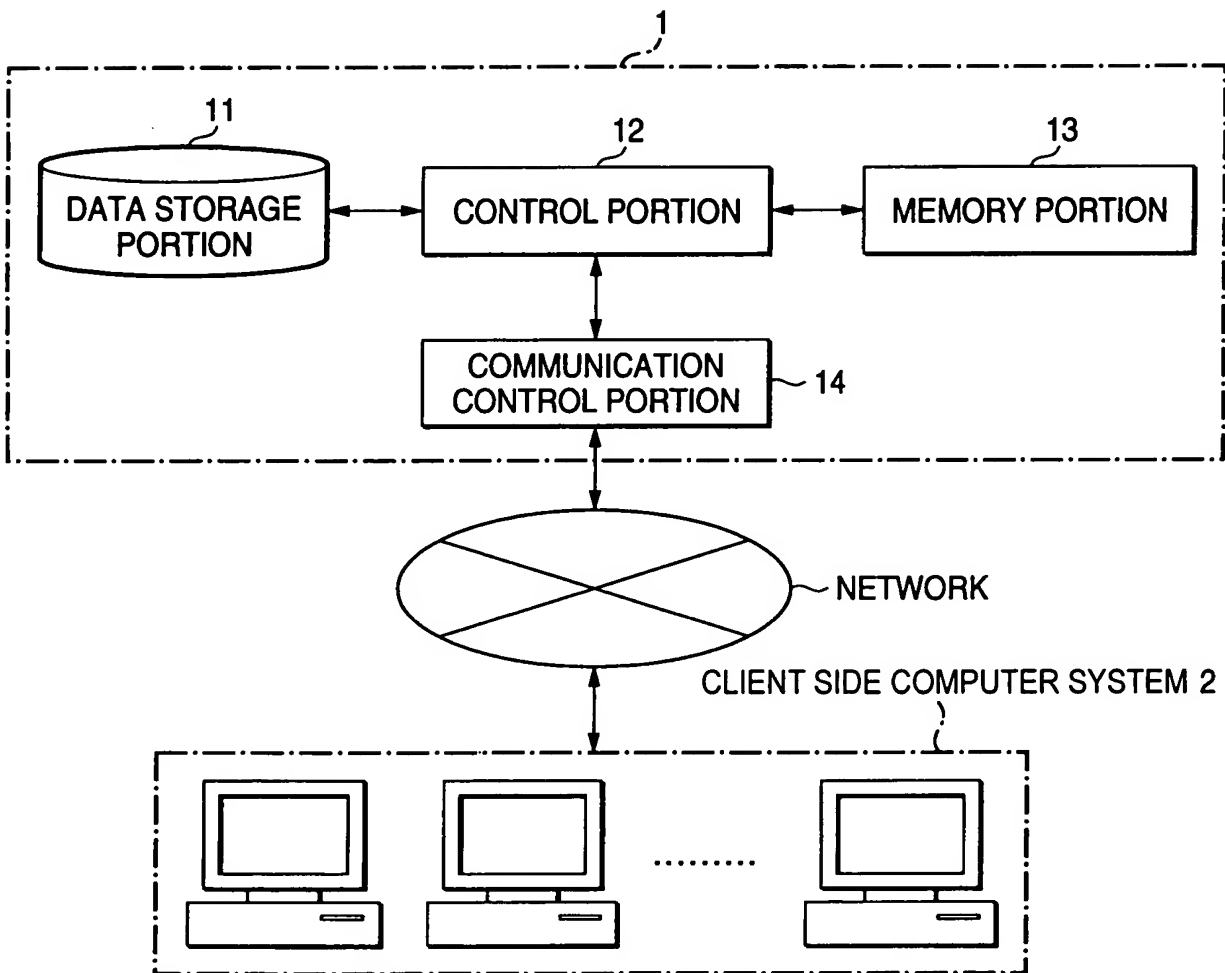 1
11
12
13
DATA STORAGE
PORTION
CONTROL PORTION
MEMORY PORTION
COMMUNICATION
CONTROL PORTION
14
NETWORK
CLIENT SIDE COMPUTER SYSTEM 2
.........